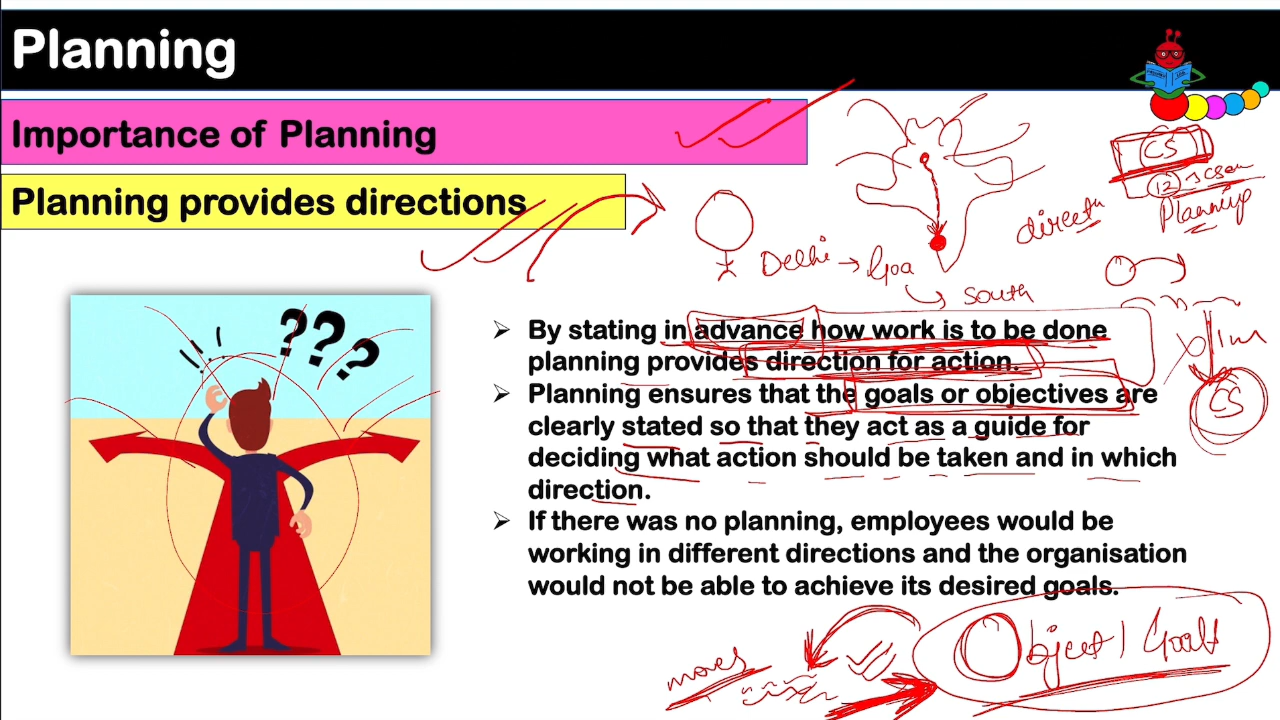 Planning
Importance of Planning
Planning provides directions
CS
12
Planning
directn
Delhi → Goa
South
???
➢ By stating in advance how work is to be done
planning provides direction for action.
➢ Planning ensures that the goals or objectives are
clearly stated so that they act as a guide for
deciding what action should be taken and in which
direction.
CS
➢ If there was no planning, employees would be
working in different directions and the organisation
would not be able to achieve its desired goals.
Object / Goals
moves